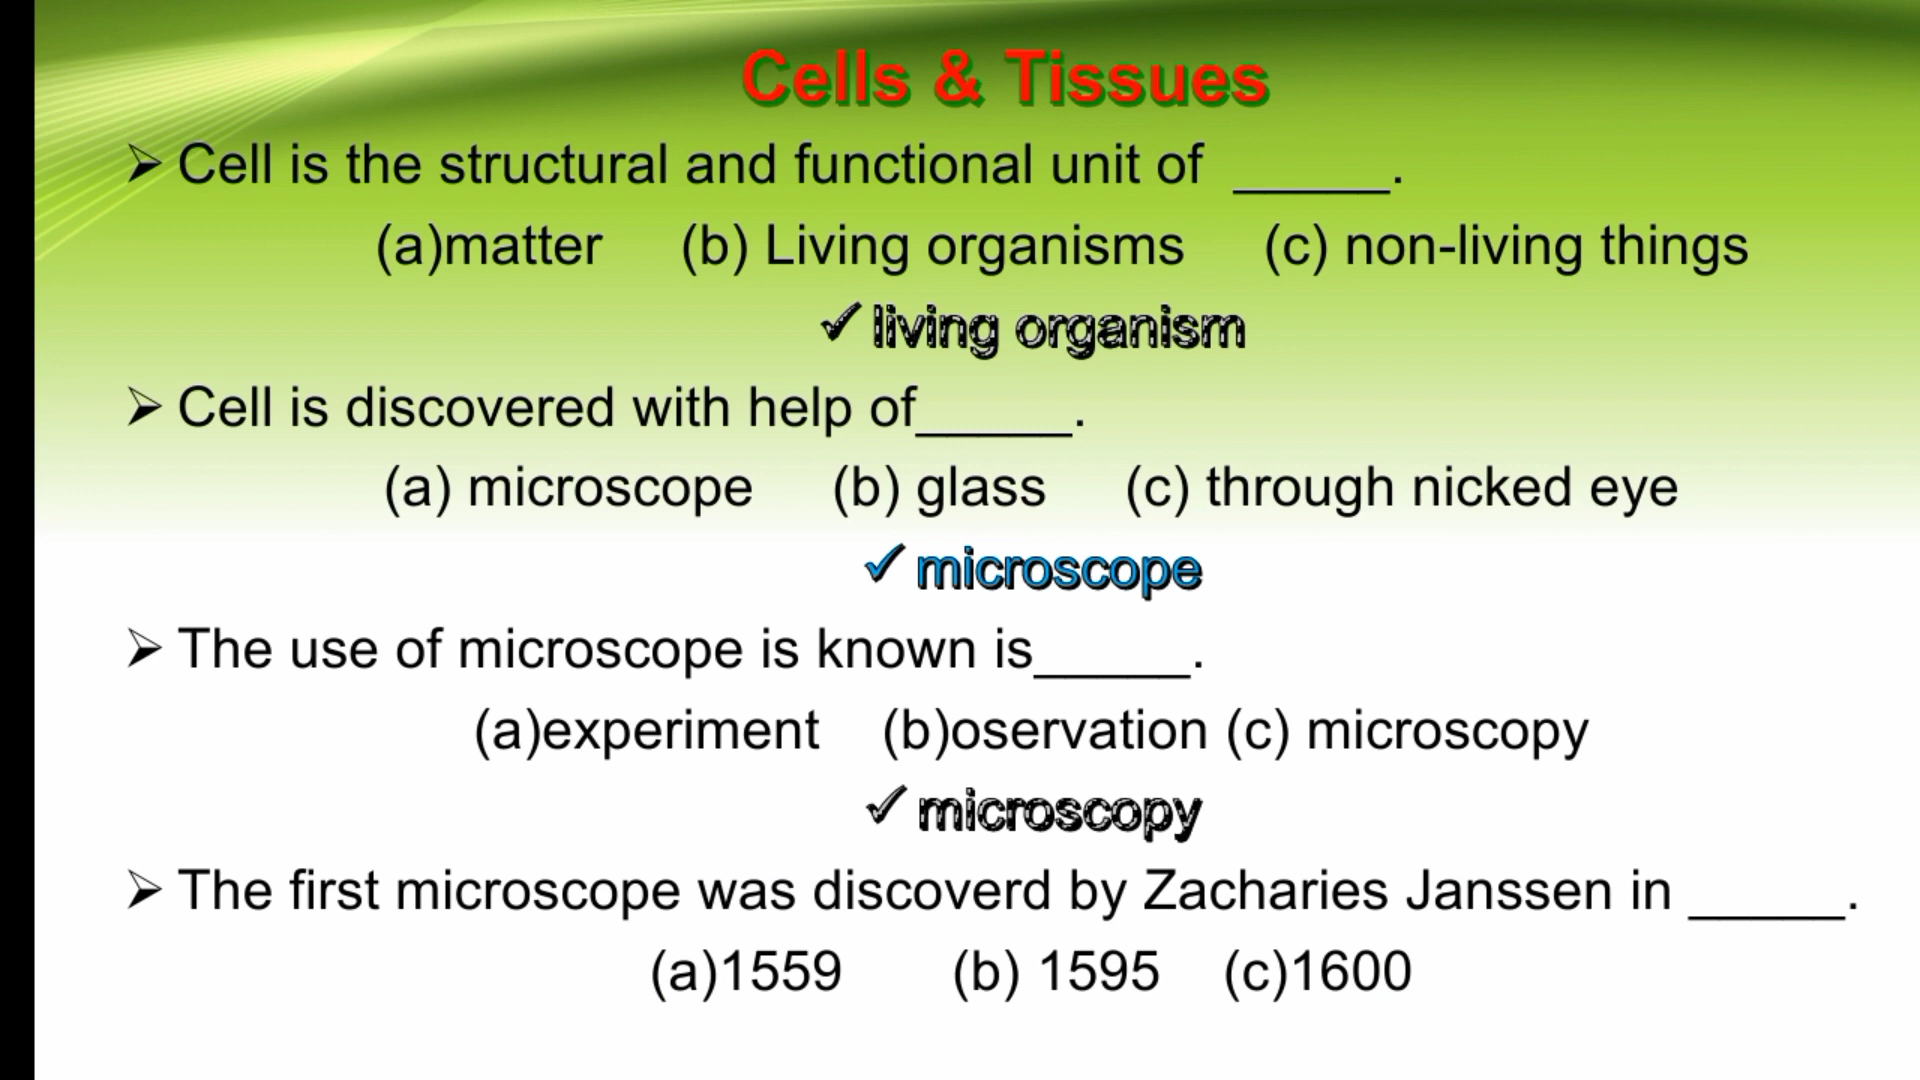 Cells & Tissues
➢ Cell is the structural and functional unit of _____.
(a)matter (b) Living organisms (c) non-living things
✓ living organism
➢ Cell is discovered with help of_____.
(a) microscope (b) glass (c) through nicked eye
✓ microscope
➢ The use of microscope is known is_____.
(a)experiment (b)oservation (c) microscopy
✓ microscopy
➢ The first microscope was discoverd by Zacharies Janssen in _____.
(a)1559 (b) 1595 (c)1600